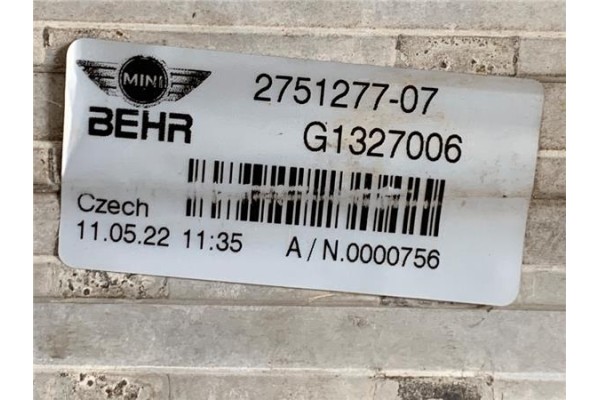 MINI
2751277-07
BEHR
G1327006
Czech
11.05.22 11:35
A/N.0000756